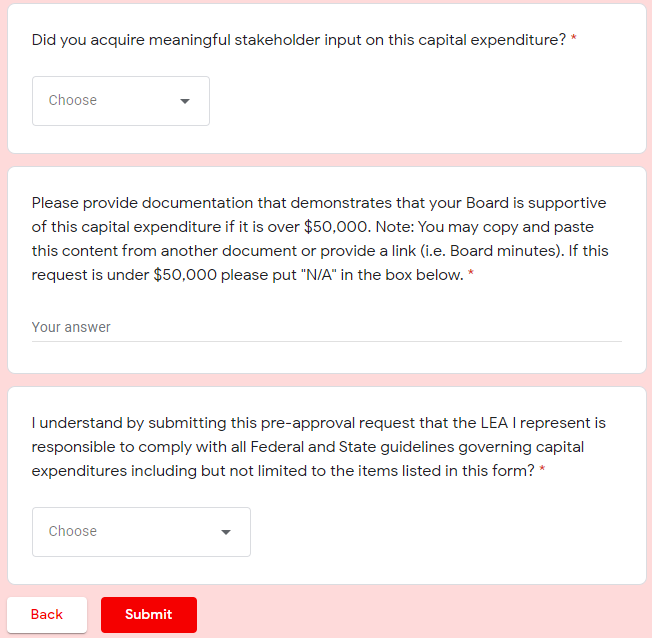 Did you acquire meaningful stakeholder input on this capital expenditure? *
Choose
Please provide documentation that demonstrates that your Board is supportive
of this capital expenditure if it is over $50,000. Note: You may copy and paste
this content from another document or provide a link (i.e. Board minutes). If this
request is under $50,000 please put "N/A" in the box below. *
Your answer
I understand by submitting this pre-approval request that the LEA I represent is
responsible to comply with all Federal and State guidelines governing capital
expenditures including but not limited to the items listed in this form? *
Choose
Back Submit